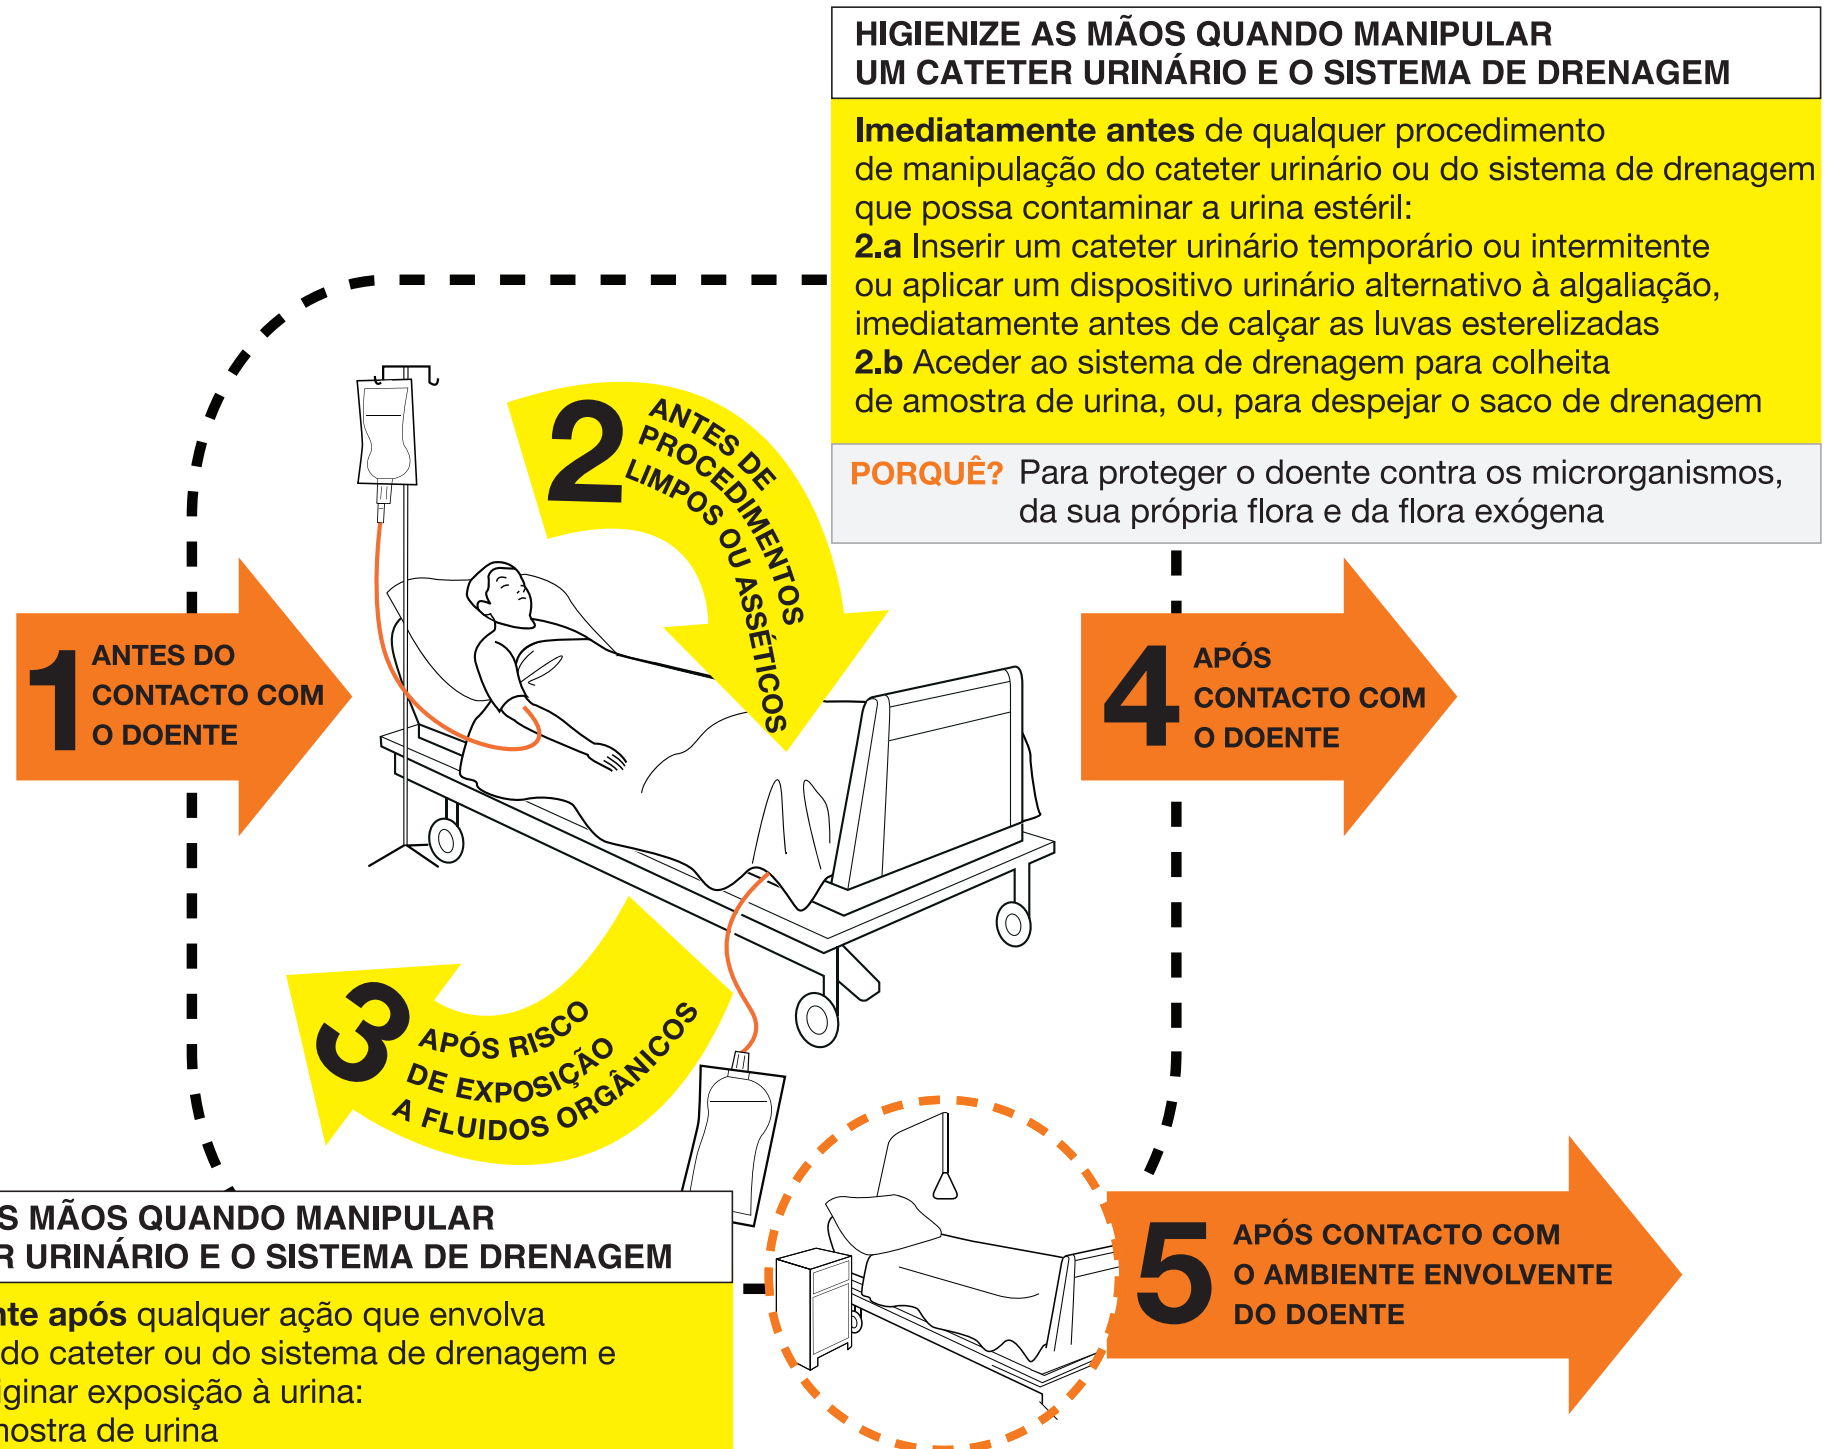 HIGIENIZE AS MÃOS QUANDO MANIPULAR
UM CATETER URINÁRIO E O SISTEMA DE DRENAGEM
Imediatamente antes de qualquer procedimento
de manipulação do cateter urinário ou do sistema de drenagem
que possa contaminar a urina estéril:
2.a Inserir um cateter urinário temporário ou intermitente
ou aplicar um dispositivo urinário alternativo à algaliação,
imediatamente antes de calçar as luvas esterelizadas
2.b Aceder ao sistema de drenagem para colheita
de amostra de urina, ou, para despejar o saco de drenagem
PORQUÊ? Para proteger o doente contra os microrganismos,
da sua própria flora e da flora exógena
1
ANTES DO
CONTACTO COM
O DOENTE
2
ANTES DE
PROCEDIMENTOS
LIMPOS OU ASSÉTICOS
3
APÓS RISCO
DE EXPOSIÇÃO
A FLUIDOS ORGÂNICOS
4
APÓS
CONTACTO COM
O DOENTE
5
APÓS CONTACTO COM
O AMBIENTE ENVOLVENTE
DO DOENTE
S MÃOS QUANDO MANIPULAR
R URINÁRIO E O SISTEMA DE DRENAGEM
nte após qualquer ação que envolva
do cateter ou do sistema de drenagem e
iginar exposição à urina:
nostra de urina